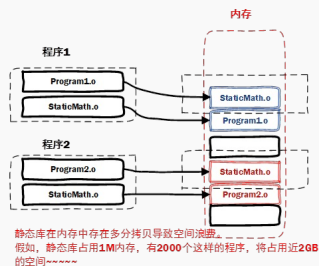 内存
程序1
Program1.o
StaticMath.o
StaticMath.o
Program1.o
程序2
Program2.o
StaticMath.o
StaticMath.o
Program2.o
静态库在内存中存在多份拷贝导致空间浪费。
假如，静态库占用1M内存，有2000个这样的程序，将占用近2GB
的空间~~~~~